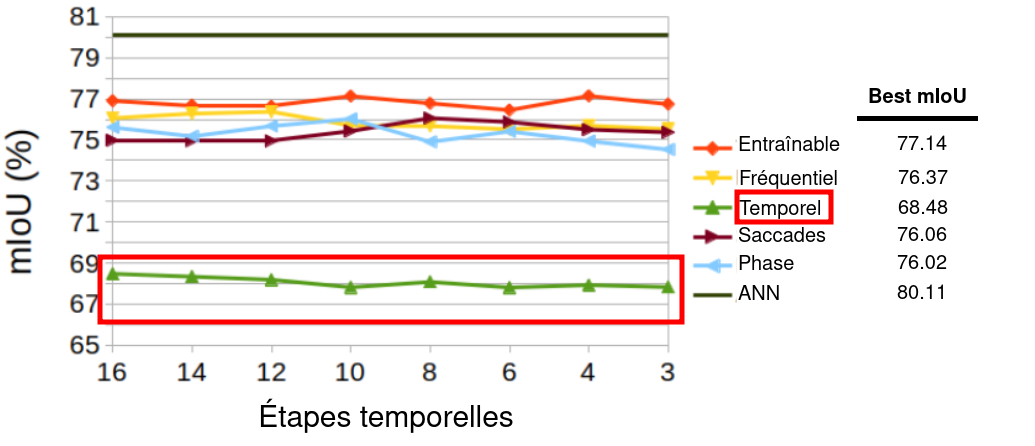 81
79
77
75
73
71
69
67
65
mIoU (%)
16 14 12 10 8 6 4 3
Étapes temporelles
Best mIoU
Entraînable 77.14
Fréquentiel 76.37
Temporel 68.48
Saccades 76.06
Phase 76.02
ANN 80.11